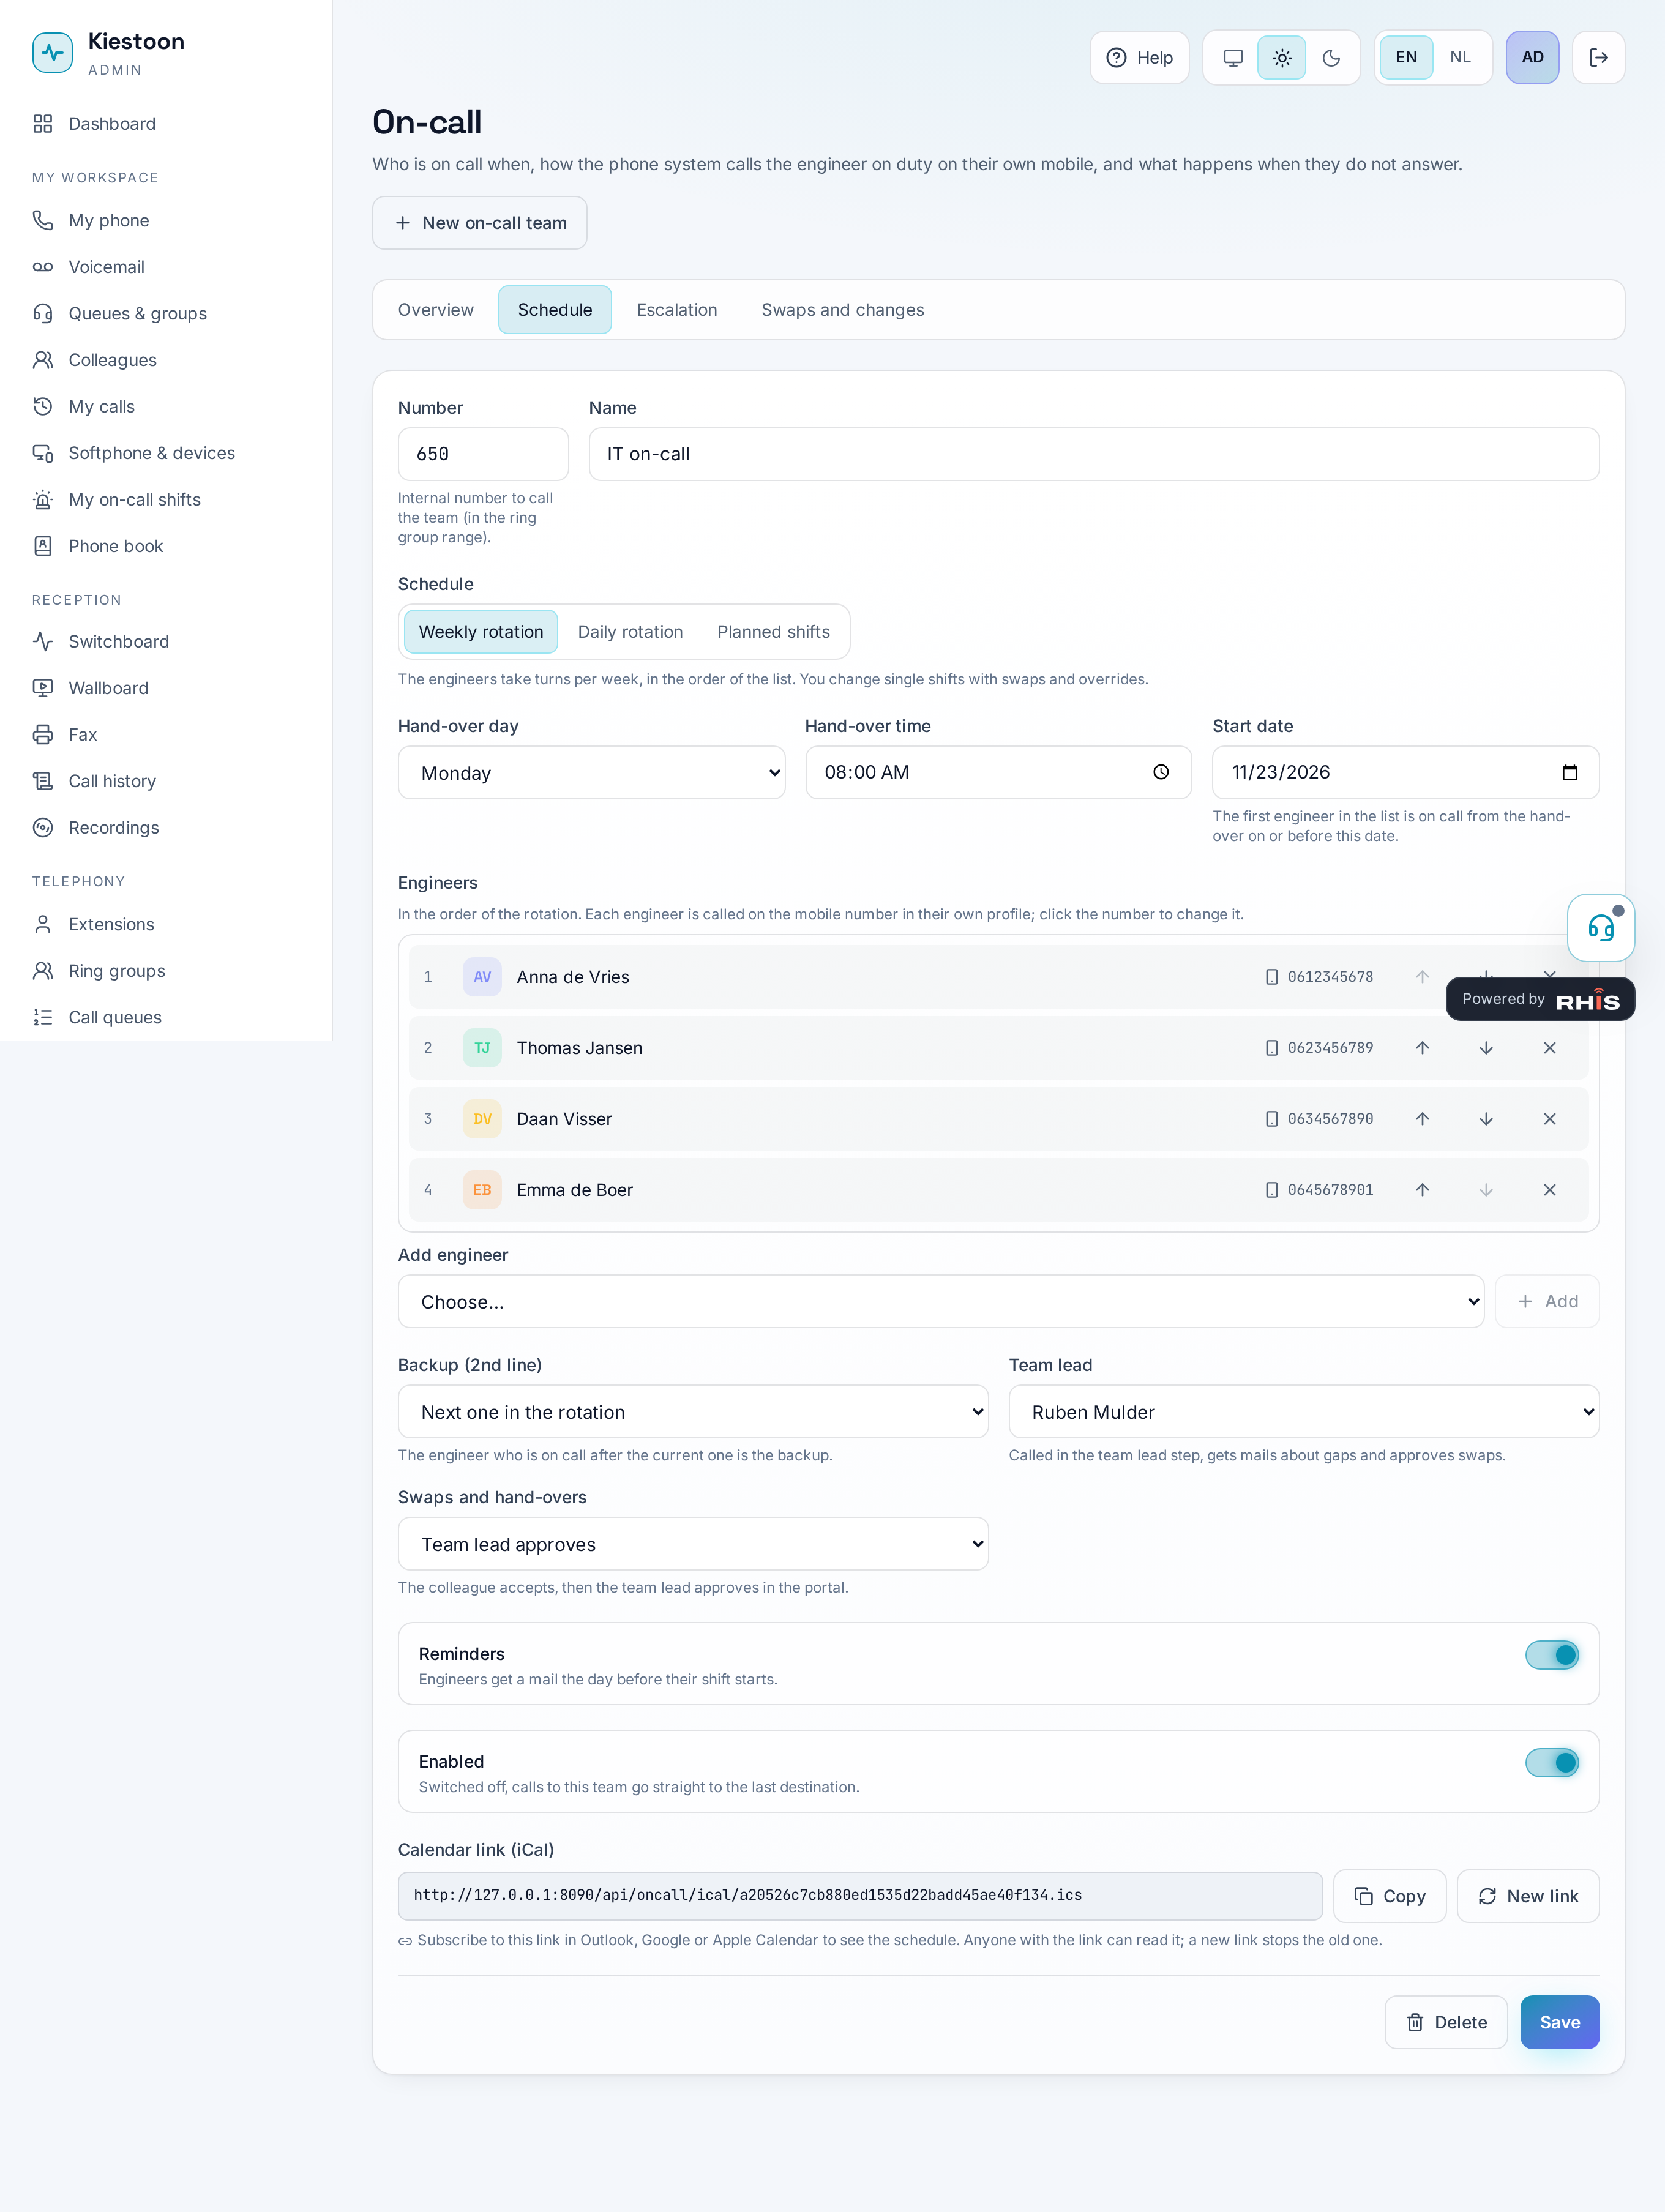 Kiestoon
ADMIN
Dashboard
MY WORKSPACE
My phone
Voicemail
Queues & groups
Colleagues
My calls
Softphone & devices
My on-call shifts
Phone book
RECEPTION
Switchboard
Wallboard
Fax
Call history
Recordings
TELEPHONY
Extensions
Ring groups
Call queues
Help
EN NL
AD
On-call
Who is on call when, how the phone system calls the engineer on duty on their own mobile, and what happens when they do not answer.
New on-call team
Overview Schedule Escalation Swaps and changes
Number Name
650 IT on-call
Internal number to call
the team (in the ring
group range).
Schedule
Weekly rotation Daily rotation Planned shifts
The engineers take turns per week, in the order of the list. You change single shifts with swaps and overrides.
Hand-over day Hand-over time Start date
Monday 08:00 AM 11/23/2026
The first engineer in the list is on call from the hand-
over on or before this date.
Engineers
In the order of the rotation. Each engineer is called on the mobile number in their own profile; click the number to change it.
1 AV Anna de Vries 0612345678
Powered by RHIS
2 TJ Thomas Jansen 0623456789
3 DV Daan Visser 0634567890
4 EB Emma de Boer 0645678901
Add engineer
Choose... Add
Backup (2nd line) Team lead
Next one in the rotation Ruben Mulder
The engineer who is on call after the current one is the backup. Called in the team lead step, gets mails about gaps and approves swaps.
Swaps and hand-overs
Team lead approves
The colleague accepts, then the team lead approves in the portal.
Reminders
Engineers get a mail the day before their shift starts.
Enabled
Switched off, calls to this team go straight to the last destination.
Calendar link (iCal)
http://127.0.0.1:8090/api/oncall/ical/a20526c7cb880ed1535d22badd45ae40f134.ics Copy New link
Subscribe to this link in Outlook, Google or Apple Calendar to see the schedule. Anyone with the link can read it; a new link stops the old one.
Delete Save